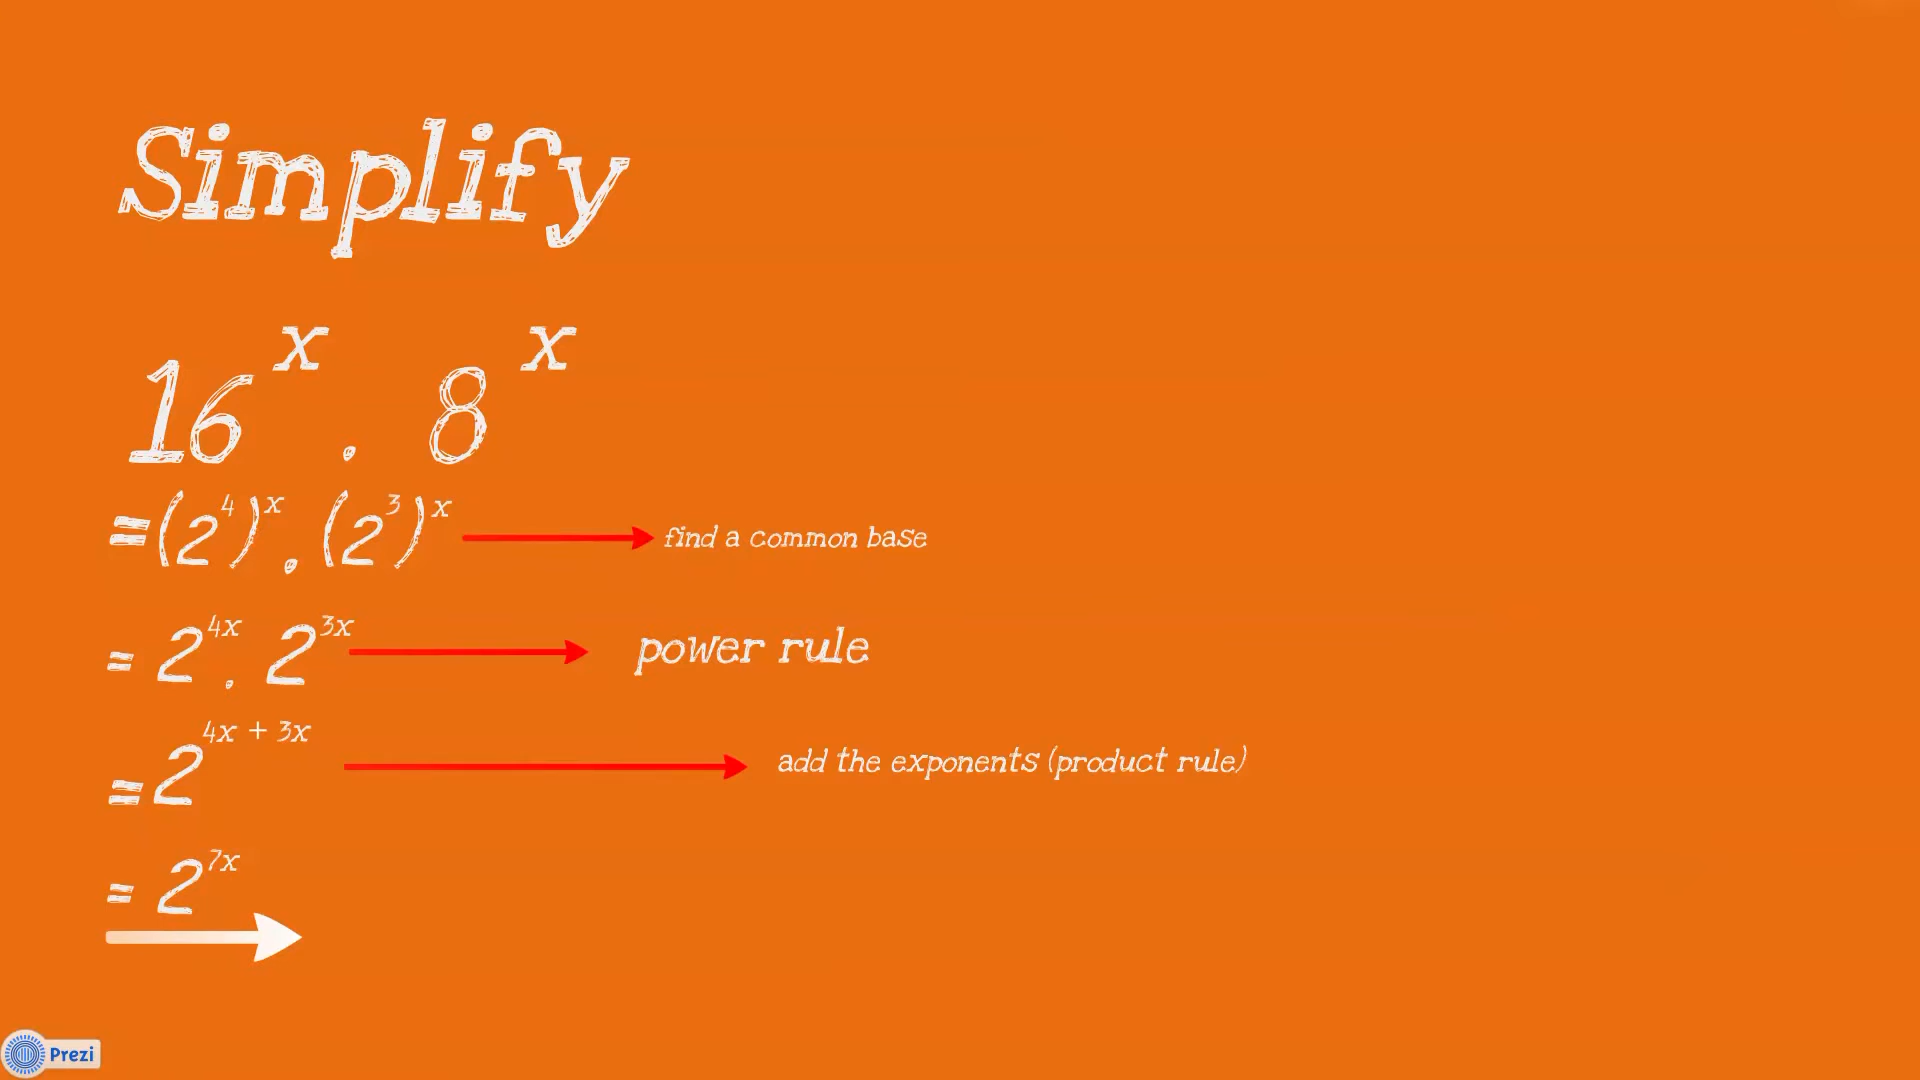 Simplify
16^x . 8^x
=(2^4)^x . (2^3)^x find a common base
= 2^4x . 2^3x power rule
=2^4x + 3x add the exponents (product rule)
= 2^7x
Prezi